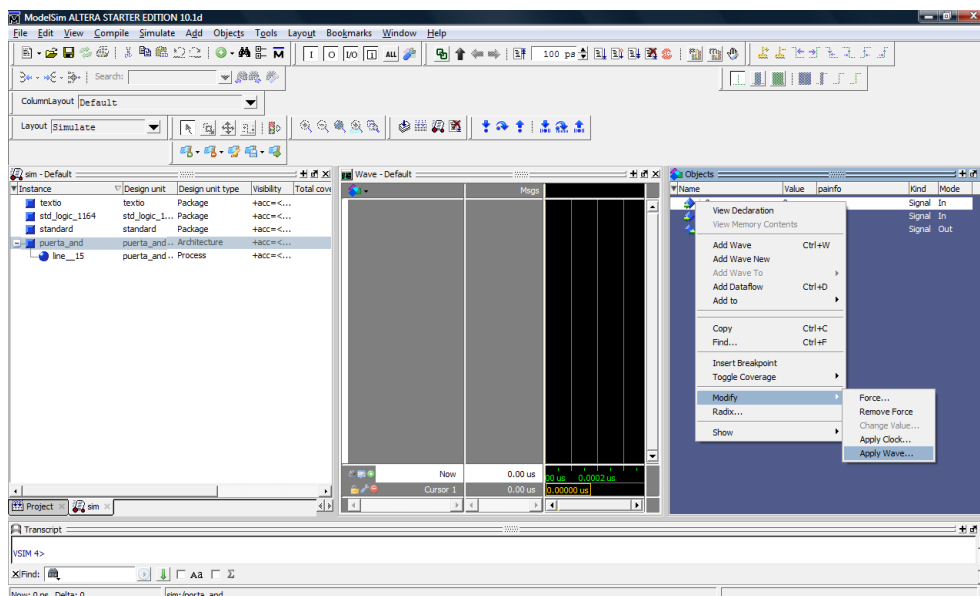 ModelSim ALTERA STARTER EDITION 10.1d
File Edit View Compile Simulate Add Objects Tools Layout Bookmarks Window Help
I O I/O ALL 100 ps
Search:
ColumnLayout Default
Layout Simulate
sim - Default
Instance Design unit Design unit type Visibility Total cove
textio textio Package +acc=<...
std_logic_1164 std_logic_1... Package +acc=<...
standard standard Package +acc=<...
puerta_and puerta_and... Architecture +acc=<...
line__15 puerta_and... Process +acc=<...
Project sim
Wave - Default
Msgs
Now 0.00 us 00 us 0.0002 us
Cursor 1 0.00 us 0.00000 us
Objects
Name Value painfo Kind Mode
Signal In
Signal In
Signal Out
View Declaration
View Memory Contents
Add Wave Ctrl+W
Add Wave New
Add Wave To
Add Dataflow Ctrl+D
Add to
Copy Ctrl+C
Find... Ctrl+F
Insert Breakpoint
Toggle Coverage
Modify
Radix...
Show
Force...
Remove Force
Change Value...
Apply Clock...
Apply Wave...
Transcript
VSIM 4>
Find: Aa Σ
Now: 0 ps Delta: 0 sim:/porta_and